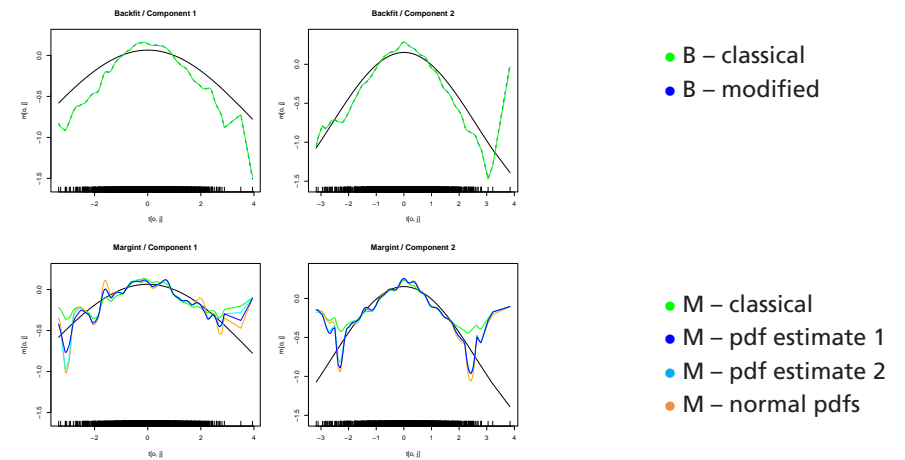 Backfit / Component 1
m[o, j]
0.0
−0.5
−1.0
−1.5
−2 0 2 4
t[o, j]
Backfit / Component 2
m[o, j]
0.0
−0.5
−1.0
−1.5
−3 −2 −1 0 1 2 3 4
t[o, j]
B – classical
B – modified
Margint / Component 1
m[o, j]
0.0
−0.5
−1.0
−1.5
−2 0 2 4
t[o, j]
Margint / Component 2
m[o, j]
0.0
−0.5
−1.0
−1.5
−3 −2 −1 0 1 2 3 4
t[o, j]
M – classical
M – pdf estimate 1
M – pdf estimate 2
M – normal pdfs